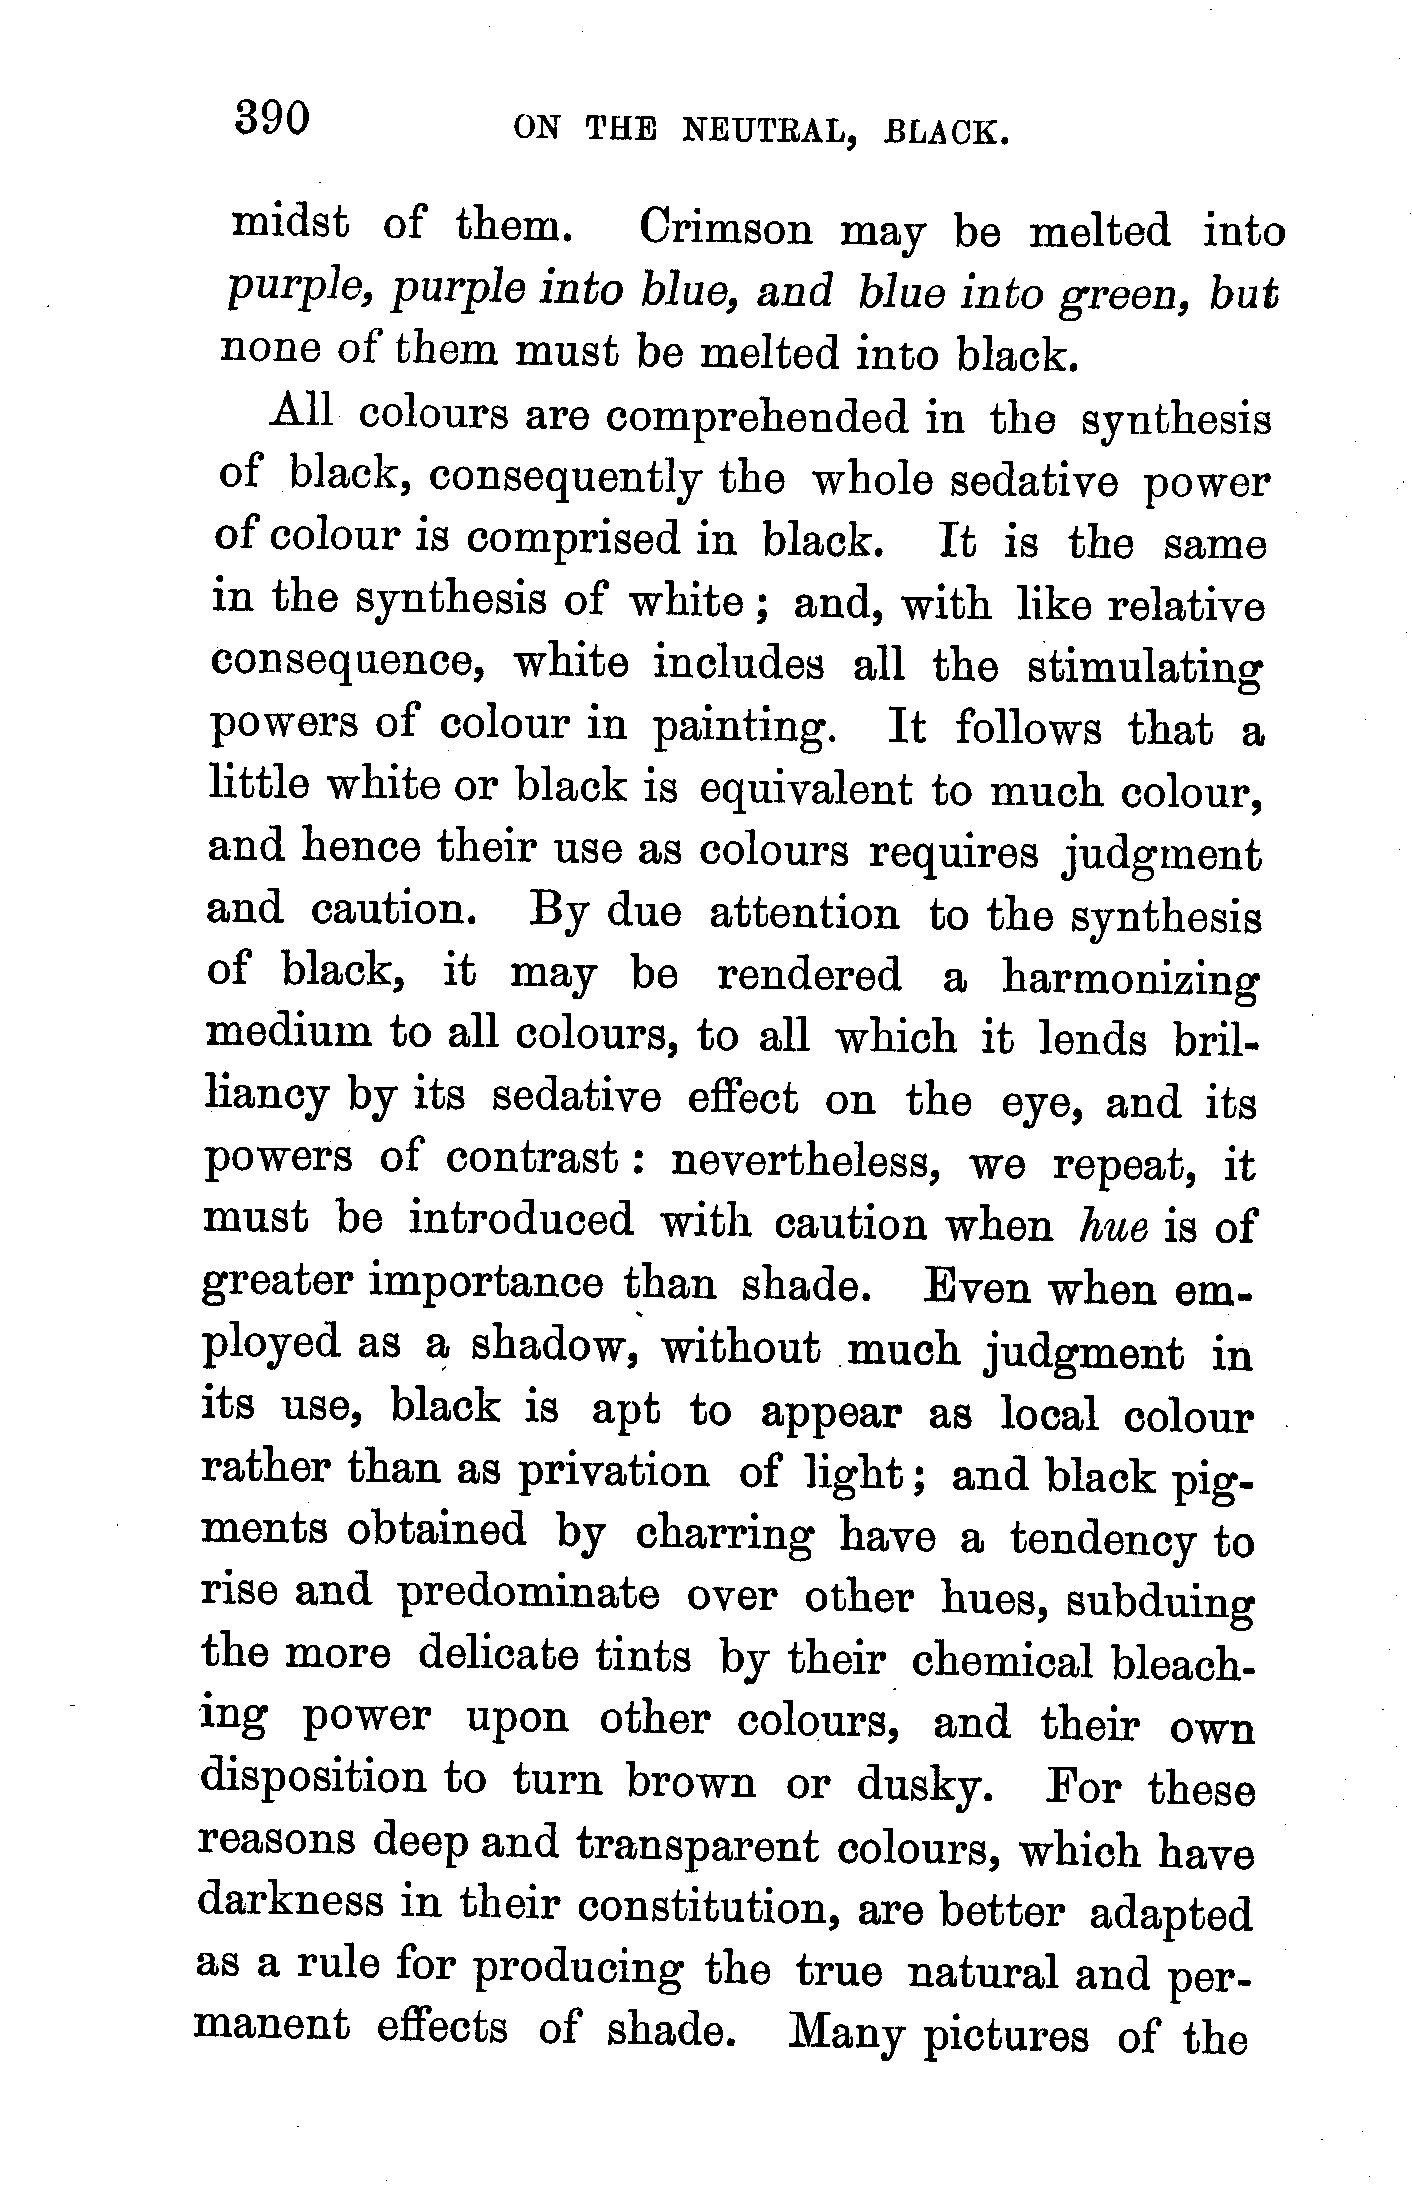 390 ON THE NEUTRAL, BLACK.
midst of them. Crimson may be melted into
purple, purple into blue, and blue into green, but
none of them must be melted into black.
All colours are comprehended in the synthesis
of black, consequently the whole sedative power
of colour is comprised in black. It is the same
in the synthesis of white ; and, with like relative
consequence, white includes all the stimulating
powers of colour in painting. It follows that a
little white or black is equivalent to much colour,
and hence their use as colours requires judgment
and caution. By due attention to the synthesis
of black, it may be rendered a harmonizing
medium to all colours, to all which it lends bril-
liancy by its sedative effect on the eye, and its
powers of contrast : nevertheless, we repeat, it
must be introduced with caution when hue is of
greater importance than shade. Even when em-
ployed as a shadow, without much judgment in
its use, black is apt to appear as local colour
rather than as privation of light ; and black pig-
ments obtained by charring have a tendency to
rise and predominate over other hues, subduing
the more delicate tints by their chemical bleach-
ing power upon other colours, and their own
disposition to turn brown or dusky. For these
reasons deep and transparent colours, which have
darkness in their constitution, are better adapted
as a rule for producing the true natural and per-
manent effects of shade. Many pictures of the